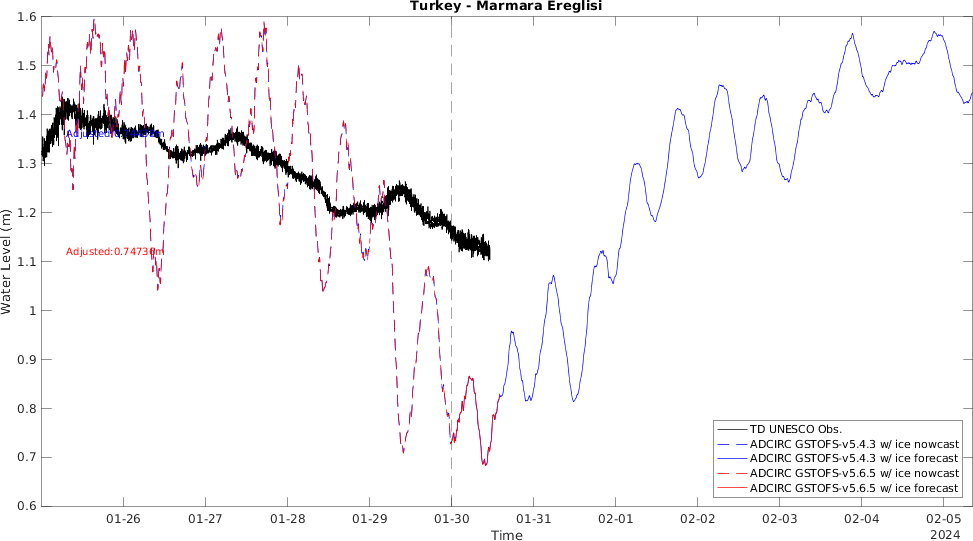 Turkey - Marmara Ereglisi
Water Level (m)
1.6
1.5
1.4
1.3
1.2
1.1
1
0.9
0.8
0.7
0.6
Adjusted:0.74736m
01-26
01-27
01-28
01-29
01-30
01-31
02-01
02-02
02-03
02-04
02-05
2024
Time
TD UNESCO Obs.
ADCIRC GSTOFS-v5.4.3 w/ ice nowcast
ADCIRC GSTOFS-v5.4.3 w/ ice forecast
ADCIRC GSTOFS-v5.6.5 w/ ice nowcast
ADCIRC GSTOFS-v5.6.5 w/ ice forecast